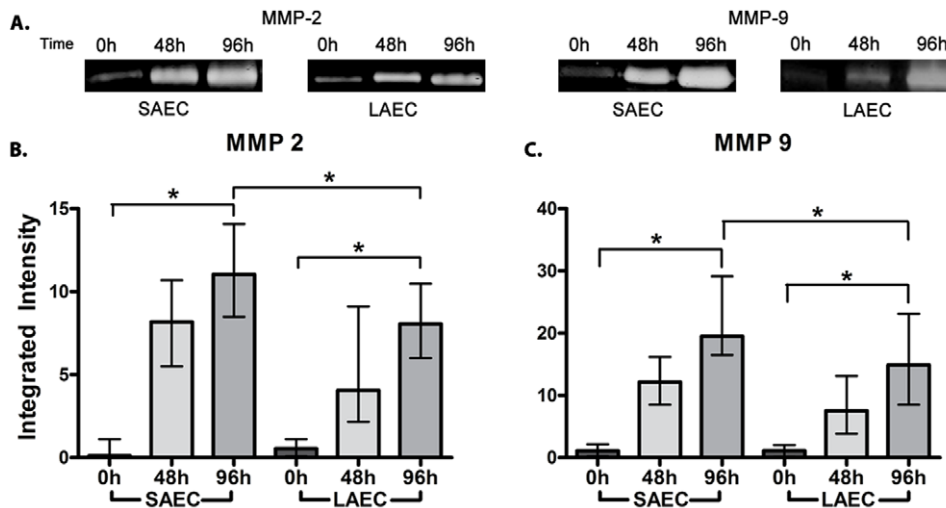 A.
MMP-2
MMP-9
Time 0h 48h 96h 0h 48h 96h 0h 48h 96h 0h 48h 96h
SAEC LAEC SAEC LAEC
B. MMP 2
Integrated Intensity
15
10
5
0
* * *
0h 48h 96h 0h 48h 96h
SAEC LAEC
C. MMP 9
40
30
20
10
0
* * *
0h 48h 96h 0h 48h 96h
SAEC LAEC